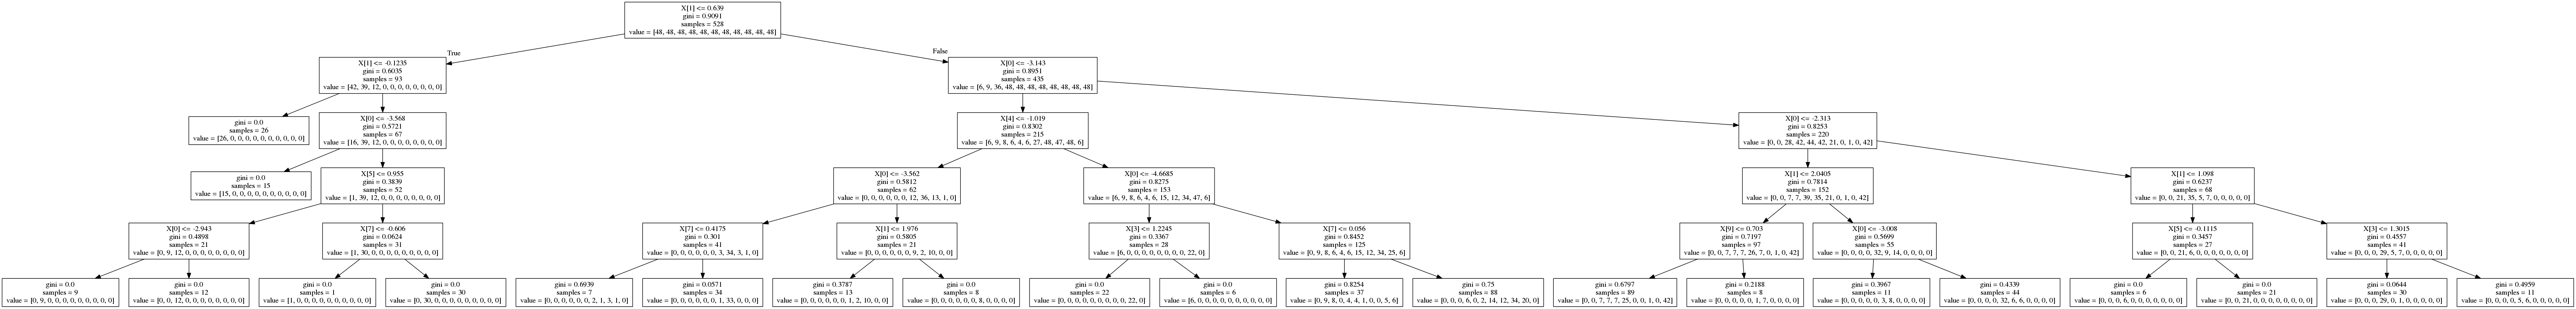 X[1] <= 0.639
gini = 0.9091
samples = 528
value = [48, 48, 48, 48, 48, 48, 48, 48, 48, 48, 48]
True
False
X[1] <= -0.1235
gini = 0.6035
samples = 93
value = [42, 39, 12, 0, 0, 0, 0, 0, 0, 0, 0]
X[0] <= -3.143
gini = 0.8951
samples = 435
value = [6, 9, 36, 48, 48, 48, 48, 48, 48, 48, 48]
gini = 0.0
samples = 26
value = [26, 0, 0, 0, 0, 0, 0, 0, 0, 0, 0]
X[0] <= -3.568
gini = 0.5721
samples = 67
value = [16, 39, 12, 0, 0, 0, 0, 0, 0, 0, 0]
X[4] <= -1.019
gini = 0.8302
samples = 215
value = [6, 9, 8, 6, 4, 6, 27, 48, 47, 48, 6]
X[0] <= -2.313
gini = 0.8253
samples = 220
value = [0, 0, 28, 42, 44, 42, 21, 0, 1, 0, 42]
gini = 0.0
samples = 15
value = [15, 0, 0, 0, 0, 0, 0, 0, 0, 0, 0]
X[5] <= 0.955
gini = 0.3839
samples = 52
value = [1, 39, 12, 0, 0, 0, 0, 0, 0, 0, 0]
X[0] <= -3.562
gini = 0.5812
samples = 62
value = [0, 0, 0, 0, 0, 0, 12, 36, 13, 1, 0]
X[0] <= -4.6685
gini = 0.8275
samples = 153
value = [6, 9, 8, 6, 4, 6, 15, 12, 34, 47, 6]
X[1] <= 2.0405
gini = 0.7814
samples = 152
value = [0, 0, 7, 7, 39, 35, 21, 0, 1, 0, 42]
X[1] <= 1.098
gini = 0.6237
samples = 68
value = [0, 0, 21, 35, 5, 7, 0, 0, 0, 0, 0]
X[0] <= -2.943
gini = 0.4898
samples = 21
value = [0, 9, 12, 0, 0, 0, 0, 0, 0, 0, 0]
X[7] <= -0.606
gini = 0.0624
samples = 31
value = [1, 30, 0, 0, 0, 0, 0, 0, 0, 0, 0]
X[7] <= 0.4175
gini = 0.301
samples = 41
value = [0, 0, 0, 0, 0, 0, 3, 34, 3, 1, 0]
X[1] <= 1.976
gini = 0.5805
samples = 21
value = [0, 0, 0, 0, 0, 0, 9, 2, 10, 0, 0]
X[3] <= 1.2245
gini = 0.3367
samples = 28
value = [6, 0, 0, 0, 0, 0, 0, 0, 0, 22, 0]
X[7] <= 0.056
gini = 0.8452
samples = 125
value = [0, 9, 8, 6, 4, 6, 15, 12, 34, 25, 6]
X[9] <= 0.703
gini = 0.7197
samples = 97
value = [0, 0, 7, 7, 7, 26, 7, 0, 1, 0, 42]
X[0] <= -3.008
gini = 0.5699
samples = 55
value = [0, 0, 0, 0, 32, 9, 14, 0, 0, 0, 0]
X[5] <= -0.1115
gini = 0.3457
samples = 27
value = [0, 0, 21, 6, 0, 0, 0, 0, 0, 0, 0]
X[3] <= 1.3015
gini = 0.4557
samples = 41
value = [0, 0, 0, 29, 5, 7, 0, 0, 0, 0, 0]
gini = 0.0
samples = 9
value = [0, 9, 0, 0, 0, 0, 0, 0, 0, 0, 0]
gini = 0.0
samples = 12
value = [0, 0, 12, 0, 0, 0, 0, 0, 0, 0, 0]
gini = 0.0
samples = 1
value = [1, 0, 0, 0, 0, 0, 0, 0, 0, 0, 0]
gini = 0.0
samples = 30
value = [0, 30, 0, 0, 0, 0, 0, 0, 0, 0, 0]
gini = 0.6939
samples = 7
value = [0, 0, 0, 0, 0, 0, 2, 1, 3, 1, 0]
gini = 0.0571
samples = 34
value = [0, 0, 0, 0, 0, 0, 1, 33, 0, 0, 0]
gini = 0.3787
samples = 13
value = [0, 0, 0, 0, 0, 0, 1, 2, 10, 0, 0]
gini = 0.0
samples = 8
value = [0, 0, 0, 0, 0, 0, 8, 0, 0, 0, 0]
gini = 0.0
samples = 22
value = [0, 0, 0, 0, 0, 0, 0, 0, 0, 22, 0]
gini = 0.0
samples = 6
value = [6, 0, 0, 0, 0, 0, 0, 0, 0, 0, 0]
gini = 0.8254
samples = 37
value = [0, 9, 8, 0, 4, 4, 1, 0, 0, 5, 6]
gini = 0.75
samples = 88
value = [0, 0, 0, 6, 0, 2, 14, 12, 34, 20, 0]
gini = 0.6797
samples = 89
value = [0, 0, 7, 7, 7, 25, 0, 0, 1, 0, 42]
gini = 0.2188
samples = 8
value = [0, 0, 0, 0, 0, 1, 7, 0, 0, 0, 0]
gini = 0.3967
samples = 11
value = [0, 0, 0, 0, 0, 3, 8, 0, 0, 0, 0]
gini = 0.4339
samples = 44
value = [0, 0, 0, 0, 32, 6, 6, 0, 0, 0, 0]
gini = 0.0
samples = 6
value = [0, 0, 0, 6, 0, 0, 0, 0, 0, 0, 0]
gini = 0.0
samples = 21
value = [0, 0, 21, 0, 0, 0, 0, 0, 0, 0, 0]
gini = 0.0644
samples = 30
value = [0, 0, 0, 29, 0, 1, 0, 0, 0, 0, 0]
gini = 0.4959
samples = 11
value = [0, 0, 0, 0, 5, 6, 0, 0, 0, 0, 0]